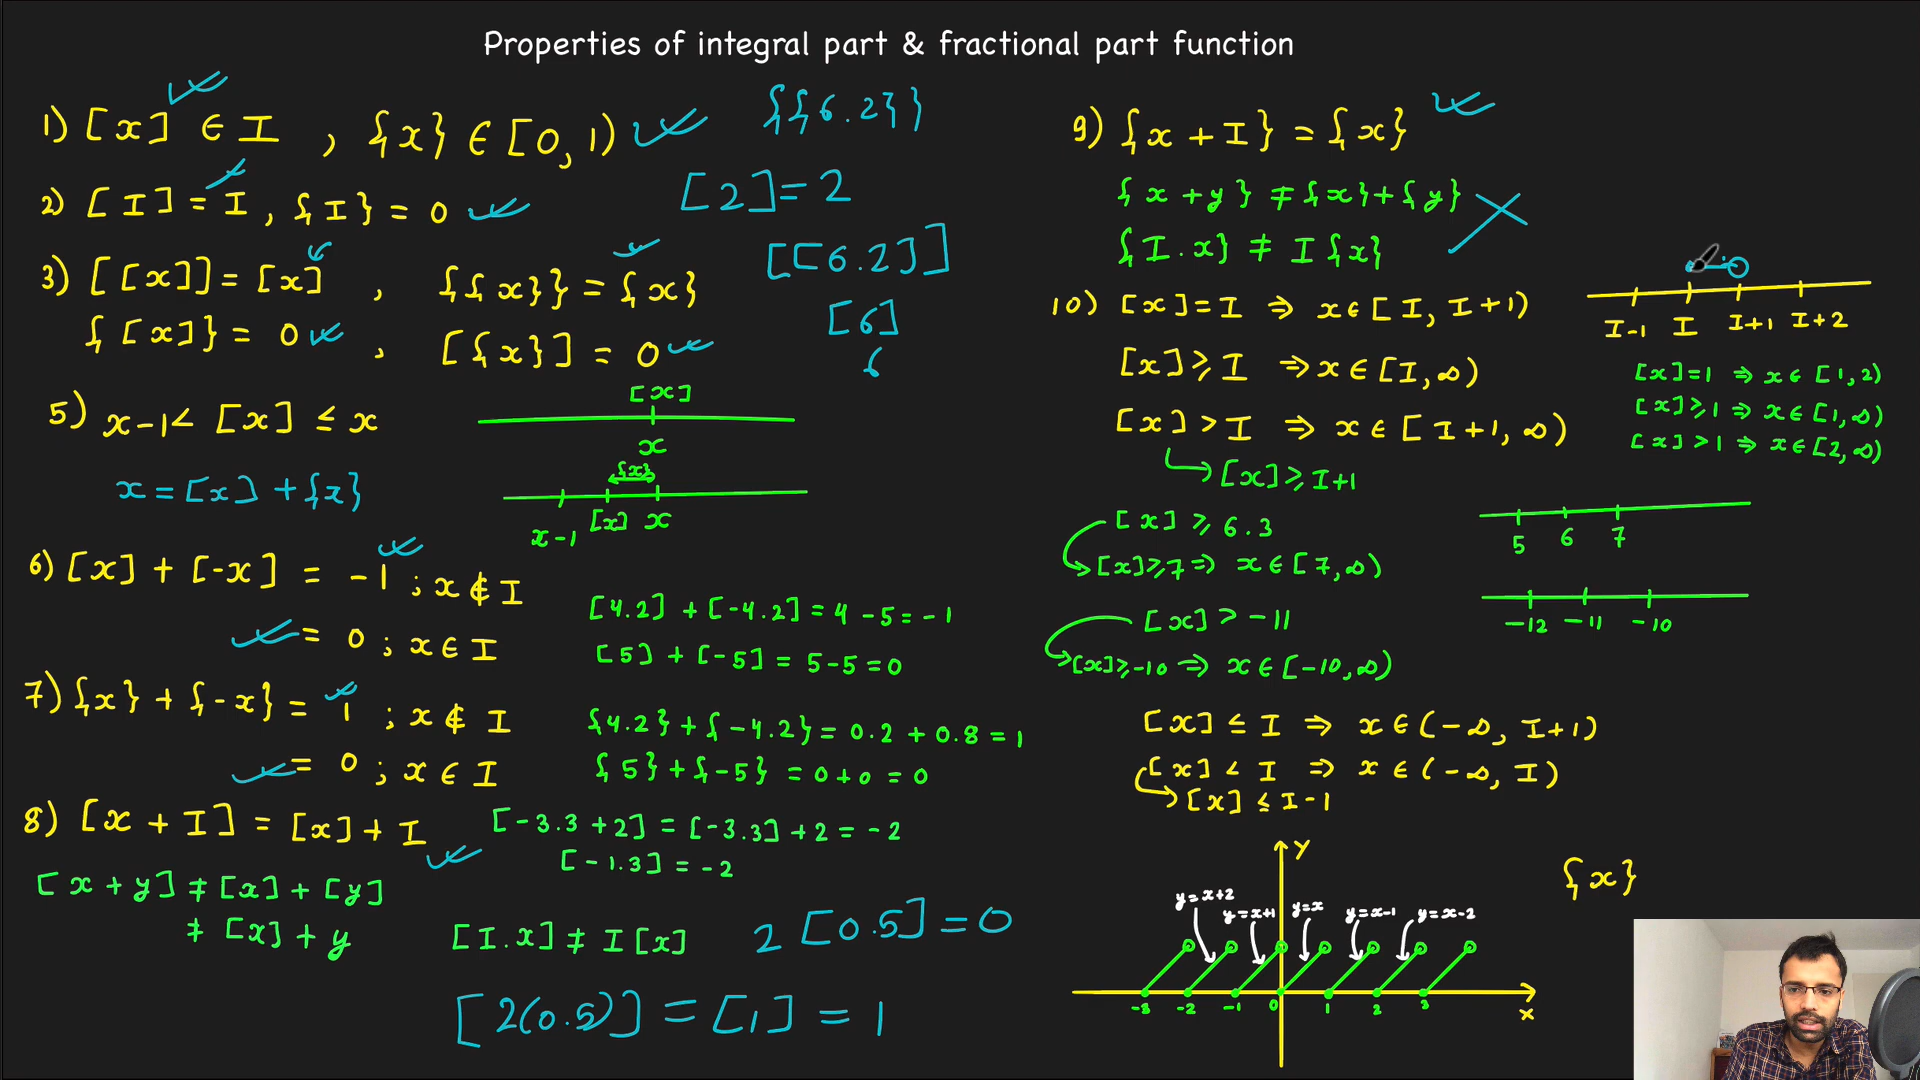 Properties of integral part & fractional part function
1) [x] ∈ I , {x} ∈ [0, 1)
2) [I] = I, {I} = 0
3) [[x]] = [x] , {{x}} = {x}
{[x]} = 0 , [{x}] = 0
5) x-1 < [x] ≤ x
x = [x] + {x}
[x]
x
{x}
x-1 [x] x
6) [x] + [-x] = -1 ; x ∉ I
= 0 ; x ∈ I
[4.2] + [-4.2] = 4 - 5 = -1
[5] + [-5] = 5-5 = 0
7) {x} + {-x} = 1 ; x ∉ I
= 0 ; x ∈ I
{4.2} + {-4.2} = 0.2 + 0.8 = 1
{5} + {-5} = 0+0 = 0
8) [x + I] = [x] + I
[-3.3 + 2] = [-3.3] + 2 = -2
[-1.3] = -2
[x + y] ≠ [x] + [y]
≠ [x] + y
[I.x] ≠ I[x]
2 [0.5] = 0
[2(0.5)] = [1] = 1
{{6.2}}
[2] = 2
[[6.2]]
[6]
6
9) {x + I} = {x}
{x + y} ≠ {x} + {y}
{I.x} ≠ I{x}
10) [x] = I ⇒ x ∈ [I, I+1)
[x] ≥ I ⇒ x ∈ [I, ∞)
[x] > I ⇒ x ∈ [I+1, ∞)
[x] ≥ I+1
I-1 I I+1 I+2
[x] = 1 ⇒ x ∈ [1, 2)
[x] ≥ 1 ⇒ x ∈ [1, ∞)
[x] > 1 ⇒ x ∈ [2, ∞)
[x] ≥ 6.3
[x] ≥ 7 ⇒ x ∈ [7, ∞)
5 6 7
[x] > -11
[x] ≥ -10 ⇒ x ∈ [-10, ∞)
-12 -11 -10
[x] ≤ I ⇒ x ∈ (-∞, I+1)
[x] < I ⇒ x ∈ (-∞, I)
[x] ≤ I-1
Y
{x}
y=x+2 y=x+1 y=x y=x-1 y=x-2
-3 -2 -1 0 1 2 3
x